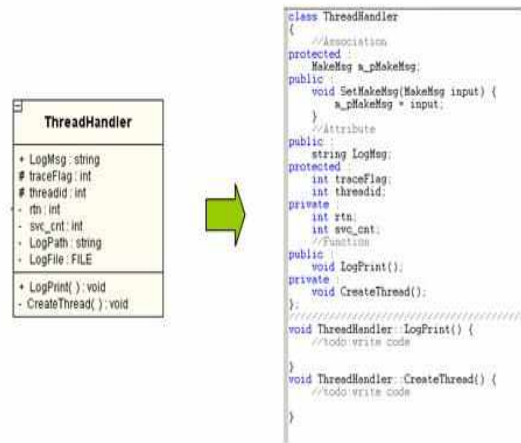 ThreadHandler
+ LogMsg : string
# traceFlag : int
# threadid : int
- rtn : int
- svc_cnt : int
- LogPath : string
- LogFile : FILE
+ LogPrint( ) : void
- CreateThread( ) : void
class ThreadHandler
{
//Association
protected :
MakeMsg m_pMakeMsg;
public :
void SetMakeMsg(MakeMsg input) {
m_pMakeMsg = input;
}
//Attribute
public :
string LogMsg;
protected :
int traceFlag;
int threadid;
private :
int rtn;
int svc_cnt;
//Function
public :
void LogPrint();
private :
void CreateThread();
};
void ThreadHandler::LogPrint() {
//todo:write code
}
void ThreadHandler::CreateThread() {
//todo:write code
}